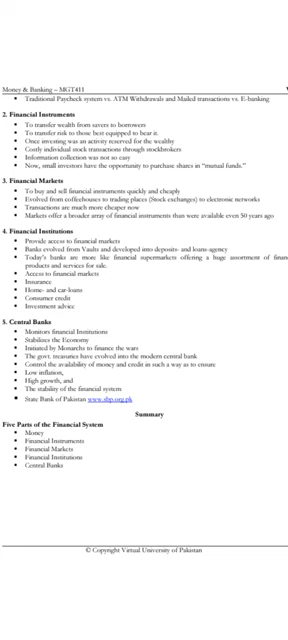 Money & Banking – MGT411
▪ Traditional Paycheck system vs. ATM Withdrawals and Mailed transactions vs. E-banking
2. Financial Instruments
▪ To transfer wealth from savers to borrowers
▪ To transfer risk to those best equipped to bear it.
▪ Once investing was an activity reserved for the wealthy
▪ Costly individual stock transactions through stockbrokers
▪ Information collection was not so easy
▪ Now, small investors have the opportunity to purchase shares in “mutual funds.”
3. Financial Markets
▪ To buy and sell financial instruments quickly and cheaply
▪ Evolved from coffeehouses to trading places (Stock exchanges) to electronic networks
▪ Transactions are much more cheaper now
▪ Markets offer a broader array of financial instruments than were available even 50 years ago
4. Financial Institutions
▪ Provide access to financial markets
▪ Banks evolved from Vaults and developed into deposits- and loans-agency
▪ Today’s banks are more like financial supermarkets offering a huge assortment of finan
products and services for sale.
▪ Access to financial markets
▪ Insurance
▪ Home- and car-loans
▪ Consumer credit
▪ Investment advice
5. Central Banks
▪ Monitors financial Institutions
▪ Stabilizes the Economy
▪ Initiated by Monarchs to finance the wars
▪ The govt. treasuries have evolved into the modern central bank
▪ Control the availability of money and credit in such a way as to ensure
▪ Low inflation,
▪ High growth, and
▪ The stability of the financial system
▪ State Bank of Pakistan www.sbp.org.pk
Summary
Five Parts of the Financial System
▪ Money
▪ Financial Instruments
▪ Financial Markets
▪ Financial Institutions
▪ Central Banks
© Copyright Virtual University of Pakistan